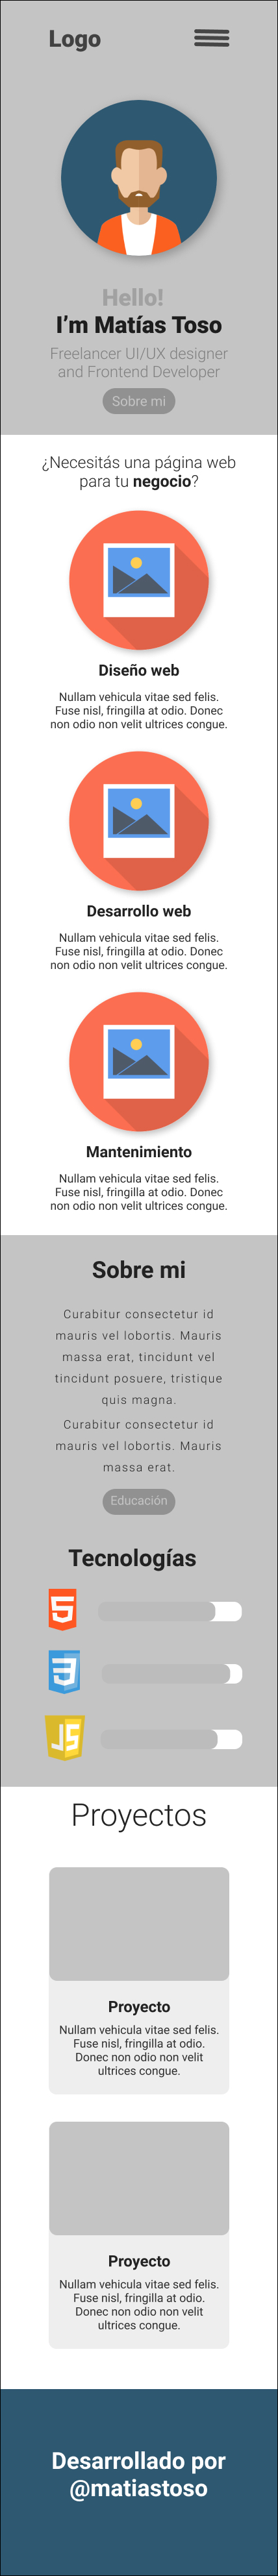 Logo
Hello!
I'm Matías Toso
Freelancer UI/UX designer
and Frontend Developer
Sobre mi
¿Necesitás una página web
para tu negocio?
Diseño web
Nullam vehicula vitae sed felis.
Fuse nisl, fringilla at odio. Donec
non odio non velit ultrices congue.
Desarrollo web
Nullam vehicula vitae sed felis.
Fuse nisl, fringilla at odio. Donec
non odio non velit ultrices congue.
Mantenimiento
Nullam vehicula vitae sed felis.
Fuse nisl, fringilla at odio. Donec
non odio non velit ultrices congue.
Sobre mi
Curabitur consectetur id
mauris vel lobortis. Mauris
massa erat, tincidunt vel
tincidunt posuere, tristique
quis magna.
Curabitur consectetur id
mauris vel lobortis. Mauris
massa erat.
Educación
Tecnologías
5
3
JS
Proyectos
Proyecto
Nullam vehicula vitae sed felis.
Fuse nisl, fringilla at odio.
Donec non odio non velit
ultrices congue.
Proyecto
Nullam vehicula vitae sed felis.
Fuse nisl, fringilla at odio.
Donec non odio non velit
ultrices congue.
Desarrollado por
@matiastoso